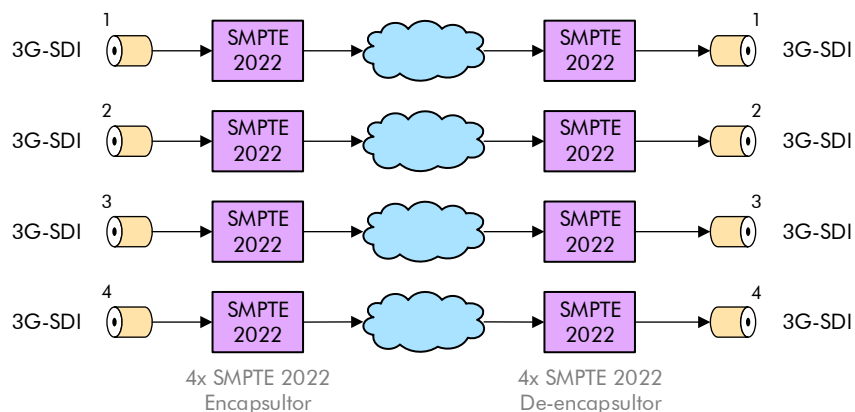 1 1
3G-SDI SMPTE 2022 SMPTE 2022 3G-SDI
2 2
3G-SDI SMPTE 2022 SMPTE 2022 3G-SDI
3 3
3G-SDI SMPTE 2022 SMPTE 2022 3G-SDI
4 4
3G-SDI SMPTE 2022 SMPTE 2022 3G-SDI
4x SMPTE 2022 4x SMPTE 2022
Encapsultor De-encapsultor